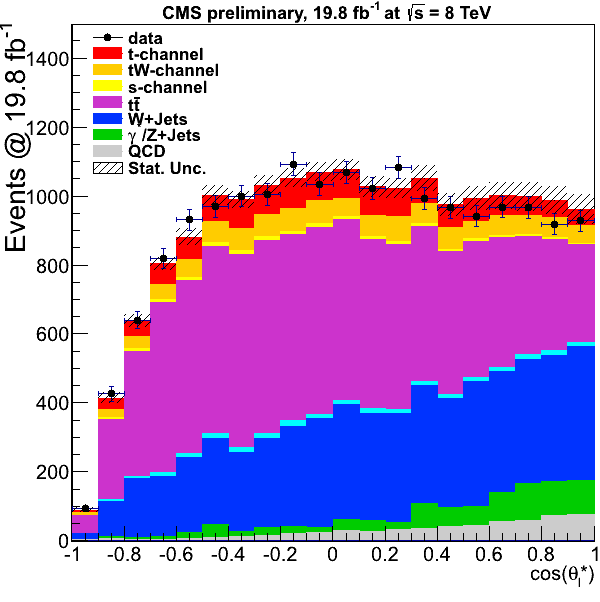 CMS preliminary, 19.8 fb⁻¹ at √s = 8 TeV
Events @ 19.8 fb⁻¹
data
t-channel
tW-channel
s-channel
tt̄
W+Jets
γ /Z+Jets
QCD
Stat. Unc.
1400
1200
1000
800
600
400
200
0
-1 -0.8 -0.6 -0.4 -0.2 0 0.2 0.4 0.6 0.8 1
cos(θₗ*)